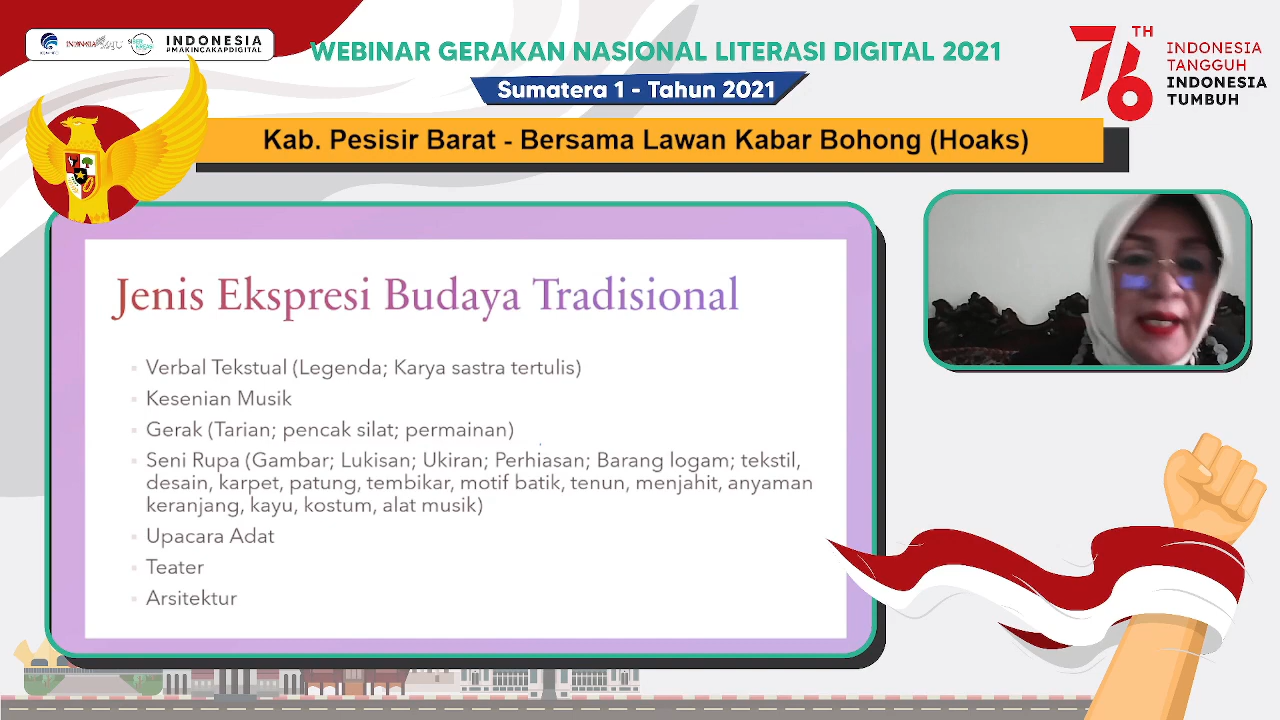 INDONESIA
#MAKINCAKAPDIGITAL
WEBINAR GERAKAN NASIONAL LITERASI DIGITAL 2021
Sumatera 1 - Tahun 2021
Kab. Pesisir Barat - Bersama Lawan Kabar Bohong (Hoaks)
76 TH
INDONESIA
TANGGUH
INDONESIA
TUMBUH
Jenis Ekspresi Budaya Tradisional
Verbal Tekstual (Legenda; Karya sastra tertulis)
Kesenian Musik
Gerak (Tarian; pencak silat; permainan)
Seni Rupa (Gambar; Lukisan; Ukiran; Perhiasan; Barang logam; tekstil,
desain, karpet, patung, tembikar, motif batik, tenun, menjahit, anyaman
keranjang, kayu, kostum, alat musik)
Upacara Adat
Teater
Arsitektur